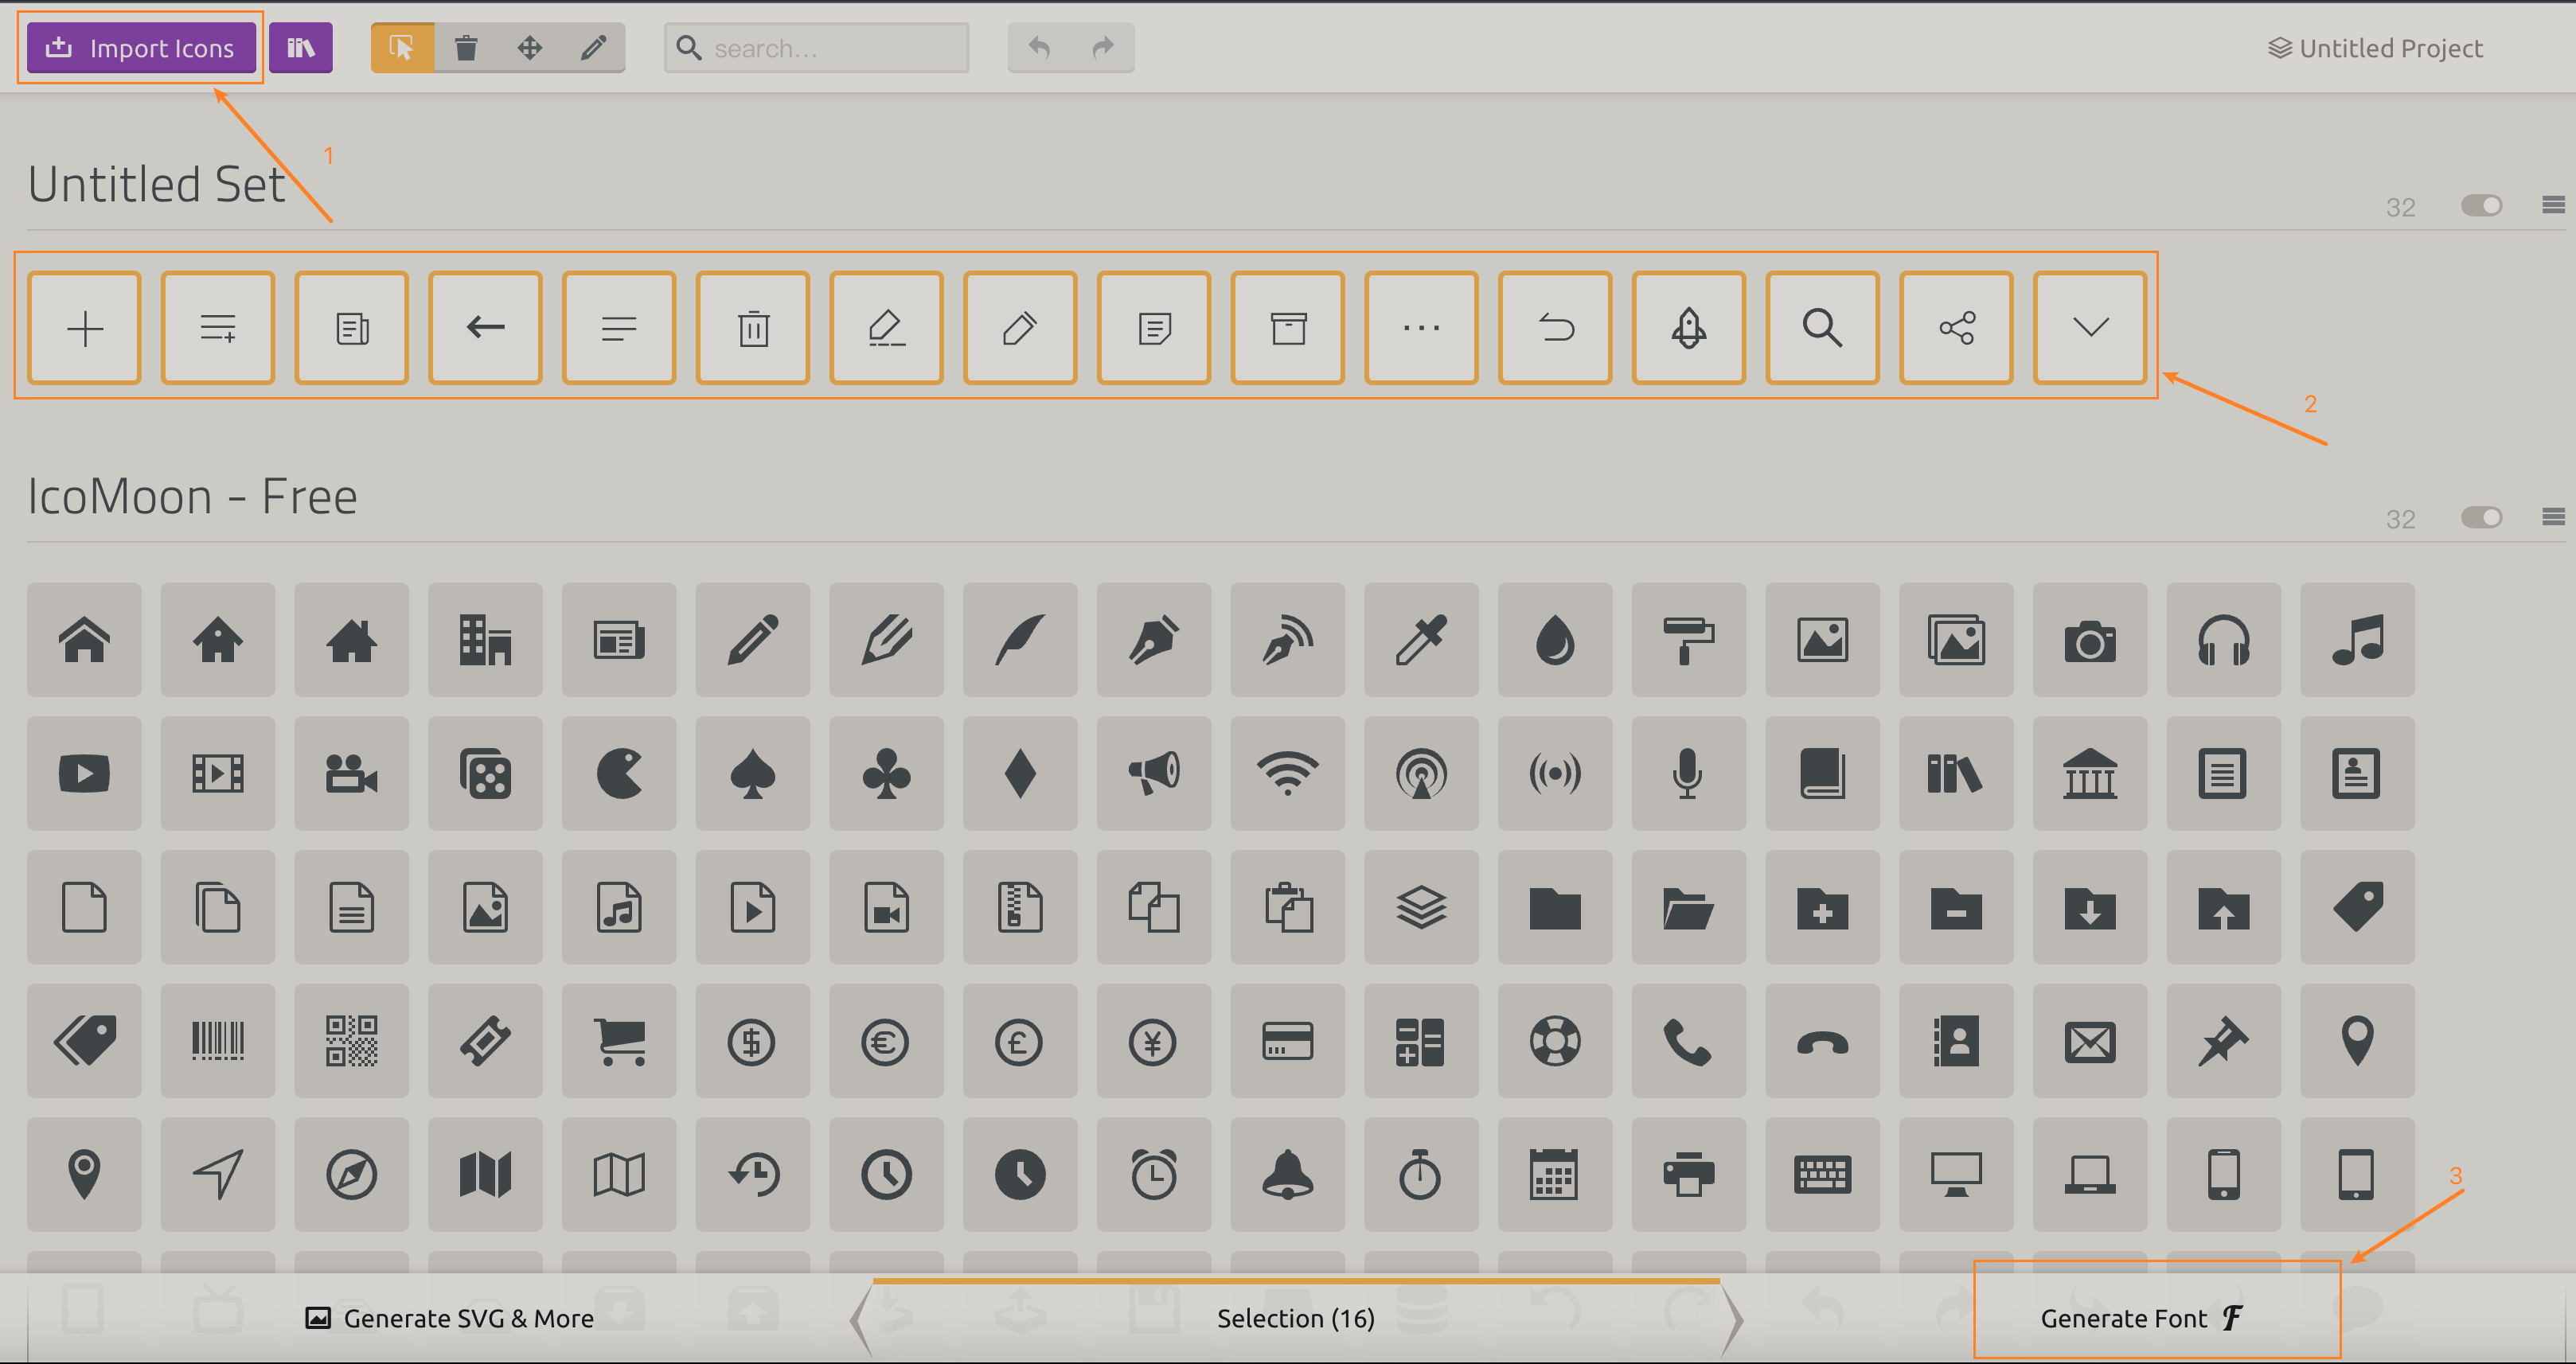 Import Icons
search...
Untitled Project
1
Untitled Set
32
2
IcoMoon - Free
32
3
Generate SVG & More
Selection (16)
Generate Font